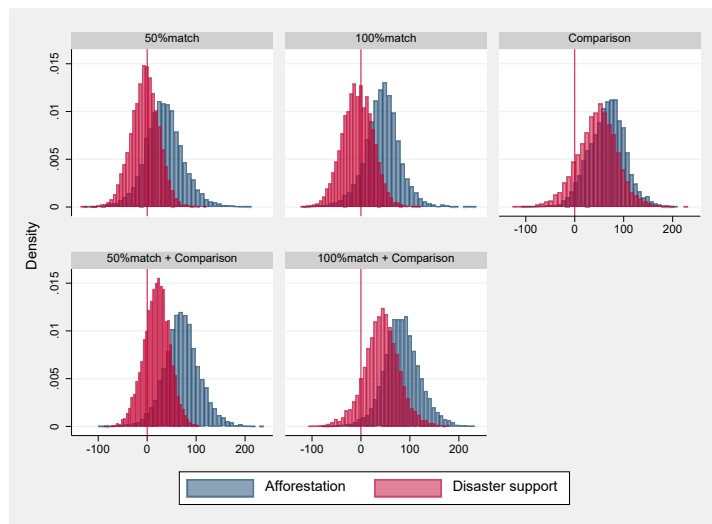 50%match
100%match
Comparison
.015
.01
.005
0
-100
0
100
200
Density
50%match + Comparison
100%match + Comparison
.015
.01
.005
0
-100
0
100
200
-100
0
100
200
Afforestation
Disaster support